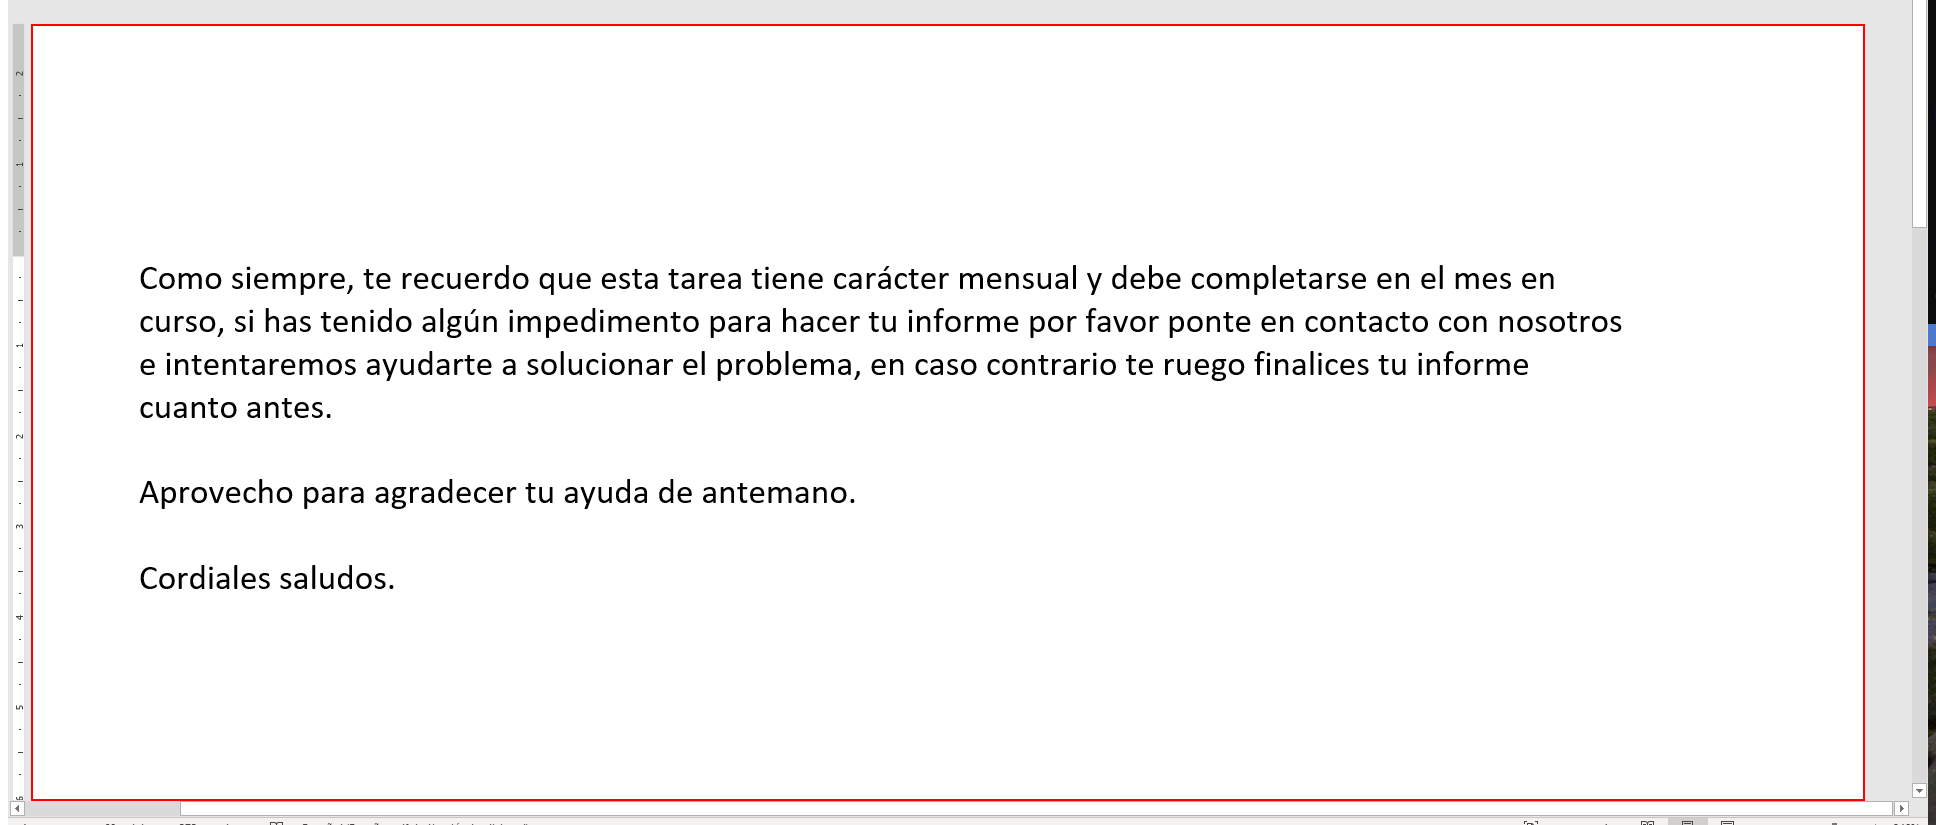 Como siempre, te recuerdo que esta tarea tiene carácter mensual y debe completarse en el mes en
curso, si has tenido algún impedimento para hacer tu informe por favor ponte en contacto con nosotros
e intentaremos ayudarte a solucionar el problema, en caso contrario te ruego finalices tu informe
cuanto antes.
Aprovecho para agradecer tu ayuda de antemano.
Cordiales saludos.